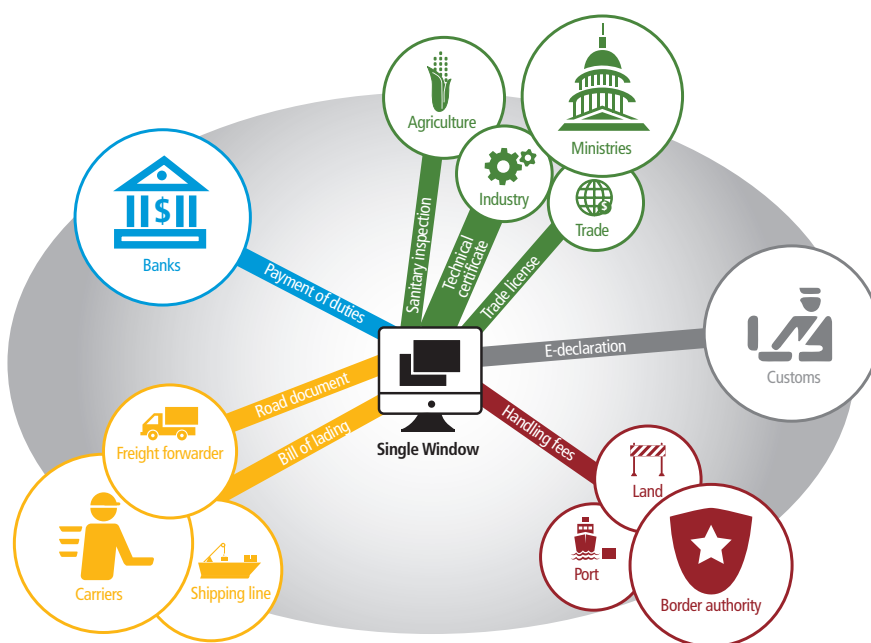 Agriculture
Ministries
Industry
Trade
Banks
$
Payment of duties
Sanitary inspection
Technical
certificate
Trade license
E-declaration
Customs
Road document
Bill of lading
Single Window
Handling fees
Freight forwarder
Carriers
Shipping line
Land
Port
Border authority
$